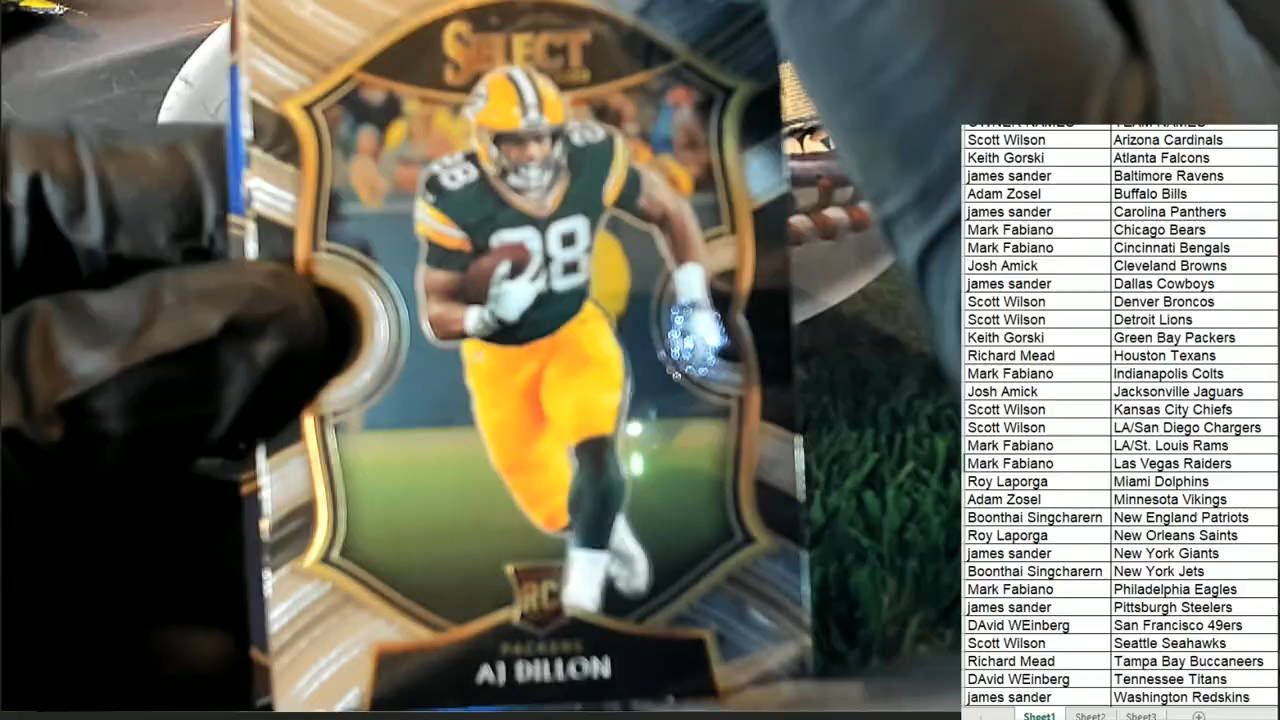 SELECT
28
28
28
RC
PACKERS
AJ DILLON
OWNER NAMES TEAM NAMES
Scott Wilson Arizona Cardinals
Keith Gorski Atlanta Falcons
james sander Baltimore Ravens
Adam Zosel Buffalo Bills
james sander Carolina Panthers
Mark Fabiano Chicago Bears
Mark Fabiano Cincinnati Bengals
Josh Amick Cleveland Browns
james sander Dallas Cowboys
Scott Wilson Denver Broncos
Scott Wilson Detroit Lions
Keith Gorski Green Bay Packers
Richard Mead Houston Texans
Mark Fabiano Indianapolis Colts
Josh Amick Jacksonville Jaguars
Scott Wilson Kansas City Chiefs
Scott Wilson LA/San Diego Chargers
Mark Fabiano LA/St. Louis Rams
Mark Fabiano Las Vegas Raiders
Roy Laporga Miami Dolphins
Adam Zosel Minnesota Vikings
Boonthai Singcharern New England Patriots
Roy Laporga New Orleans Saints
james sander New York Giants
Boonthai Singcharern New York Jets
Mark Fabiano Philadelphia Eagles
james sander Pittsburgh Steelers
DAvid WEinberg San Francisco 49ers
Scott Wilson Seattle Seahawks
Richard Mead Tampa Bay Buccaneers
DAvid WEinberg Tennessee Titans
james sander Washington Redskins
Sheet1 Sheet2 Sheet3